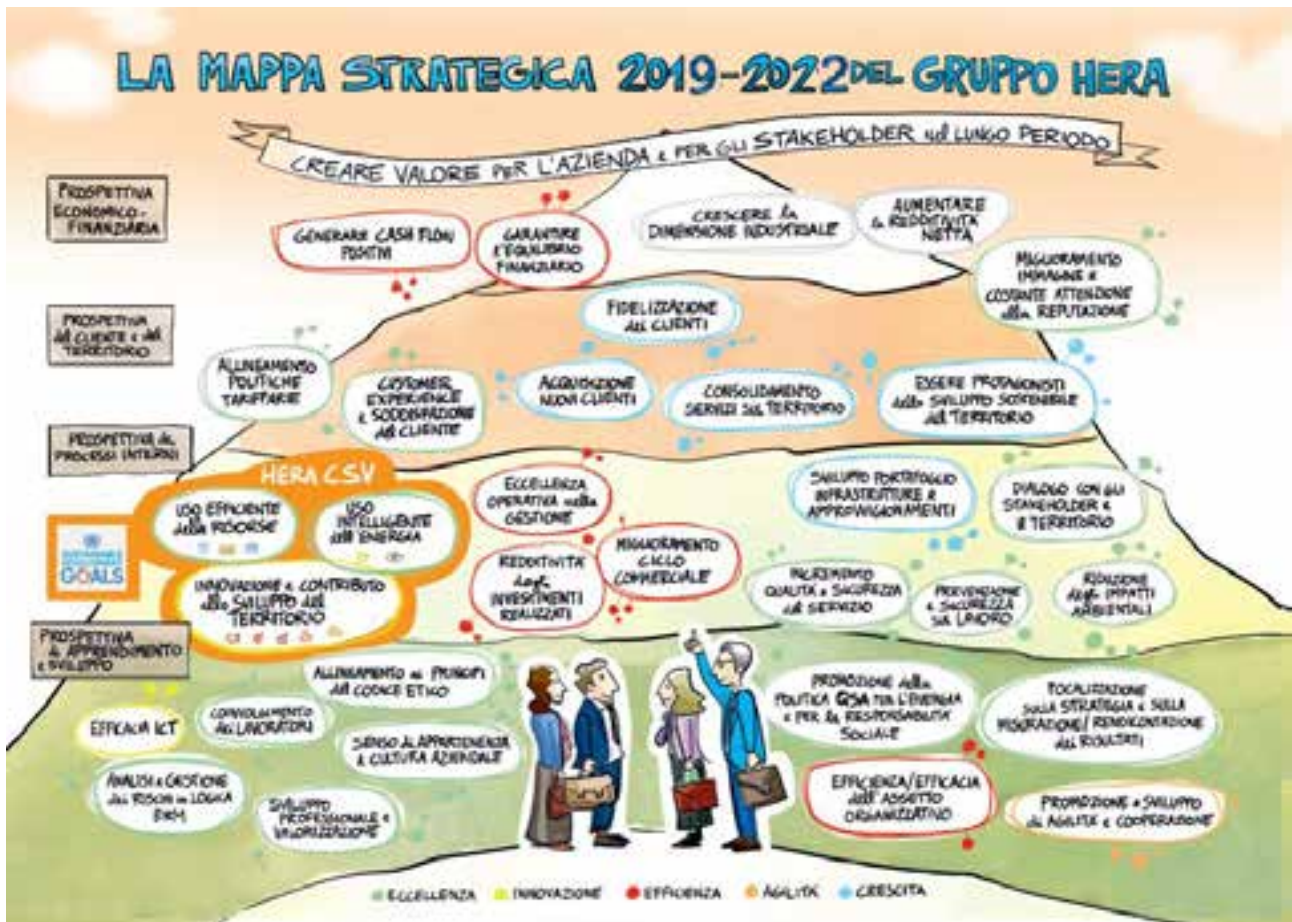 LA MAPPA STRATEGICA 2019-2022 DEL GRUPPO HERA
CREARE VALORE PER L'AZIENDA e PER GLI STAKEHOLDER nel LUNGO PERIODO
PROSPETTIVA
ECONOMICO-
FINANZIARIA
GENERARE CASH FLOW
POSITIVI
GARANTIRE
l'EQUILIBRIO
FINANZIARIO
CRESCERE la
DIMENSIONE INDUSTRIALE
AUMENTARE
la REDDITIVITÀ
NETTA
MIGLIORAMENTO
IMMAGINE e
COSTANTE ATTENZIONE
alla REPUTAZIONE
PROSPETTIVA
del CLIENTE e del
TERRITORIO
FIDELIZZAZIONE
dei CLIENTI
ALLINEAMENTO
POLITICHE
TARIFFARIE
CUSTOMER
EXPERIENCE
e SODDISFAZIONE
del CLIENTE
ACQUISIZIONE
NUOVI CLIENTI
CONSOLIDAMENTO
SERVIZI sul TERRITORIO
ESSERE PROTAGONISTI
dello SVILUPPO SOSTENIBILE
del TERRITORIO
PROSPETTIVA dei
PROCESSI INTERNI
HERA CSV
USO EFFICIENTE
delle RISORSE
USO
INTELLIGENTE
dell'ENERGIA
INNOVAZIONE e CONTRIBUTO
allo SVILUPPO del
TERRITORIO
GOALS
ECCELLENZA
OPERATIVA nella
GESTIONE
REDDITIVITÀ
degli
INVESTIMENTI
REALIZZATI
MIGLIORAMENTO
CICLO
COMMERCIALE
SVILUPPO PORTAFOGLIO
INFRASTRUTTURE e
APPROVVIGIONAMENTI
DIALOGO CON GLI
STAKEHOLDER e
il TERRITORIO
INCREMENTO
QUALITÀ e SICUREZZA
del SERVIZIO
PREVENZIONE
e SICUREZZA
sul LAVORO
RIDUZIONE
degli IMPATTI
AMBIENTALI
PROSPETTIVA
di APPRENDIMENTO
e SVILUPPO
ALLINEAMENTO ai PRINCIPI
del CODICE ETICO
EFFICACIA ICT
COINVOLGIMENTO
dei LAVORATORI
SENSO di APPARTENENZA
e CULTURA AZIENDALE
ANALISI e GESTIONE
dei RISCHI in LOGICA
ERM
SVILUPPO
PROFESSIONALE e
VALORIZZAZIONE
PROMOZIONE della
POLITICA QSA PER L'ENERGIA
e PER la RESPONSABILITÀ
SOCIALE
FOCALIZZAZIONE
SULLA STRATEGIA e SULLA
MISURAZIONE/RENDICONTAZIONE
dei RISULTATI
EFFICIENZA/EFFICACIA
dell'ASSETTO
ORGANIZZATIVO
PROMOZIONE e SVILUPPO
di AGILITÀ e COOPERAZIONE
ECCELLENZA INNOVAZIONE EFFICIENZA AGILITÀ CRESCITA